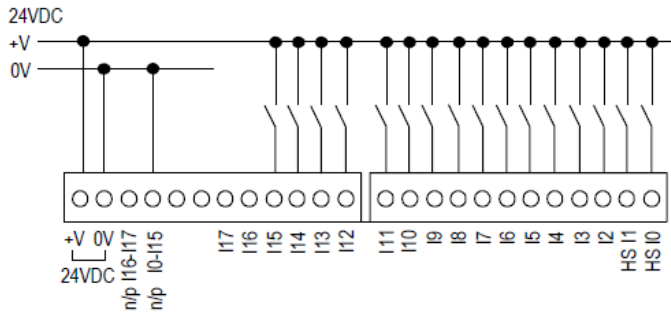 24VDC
+V
0V
+V 0V n/p I16-I17 n/p I0-I15 I17 I16 I15 I14 I13 I12 I11 I10 I9 I8 I7 I6 I5 I4 I3 I2 HS I1 HS I0
24VDC